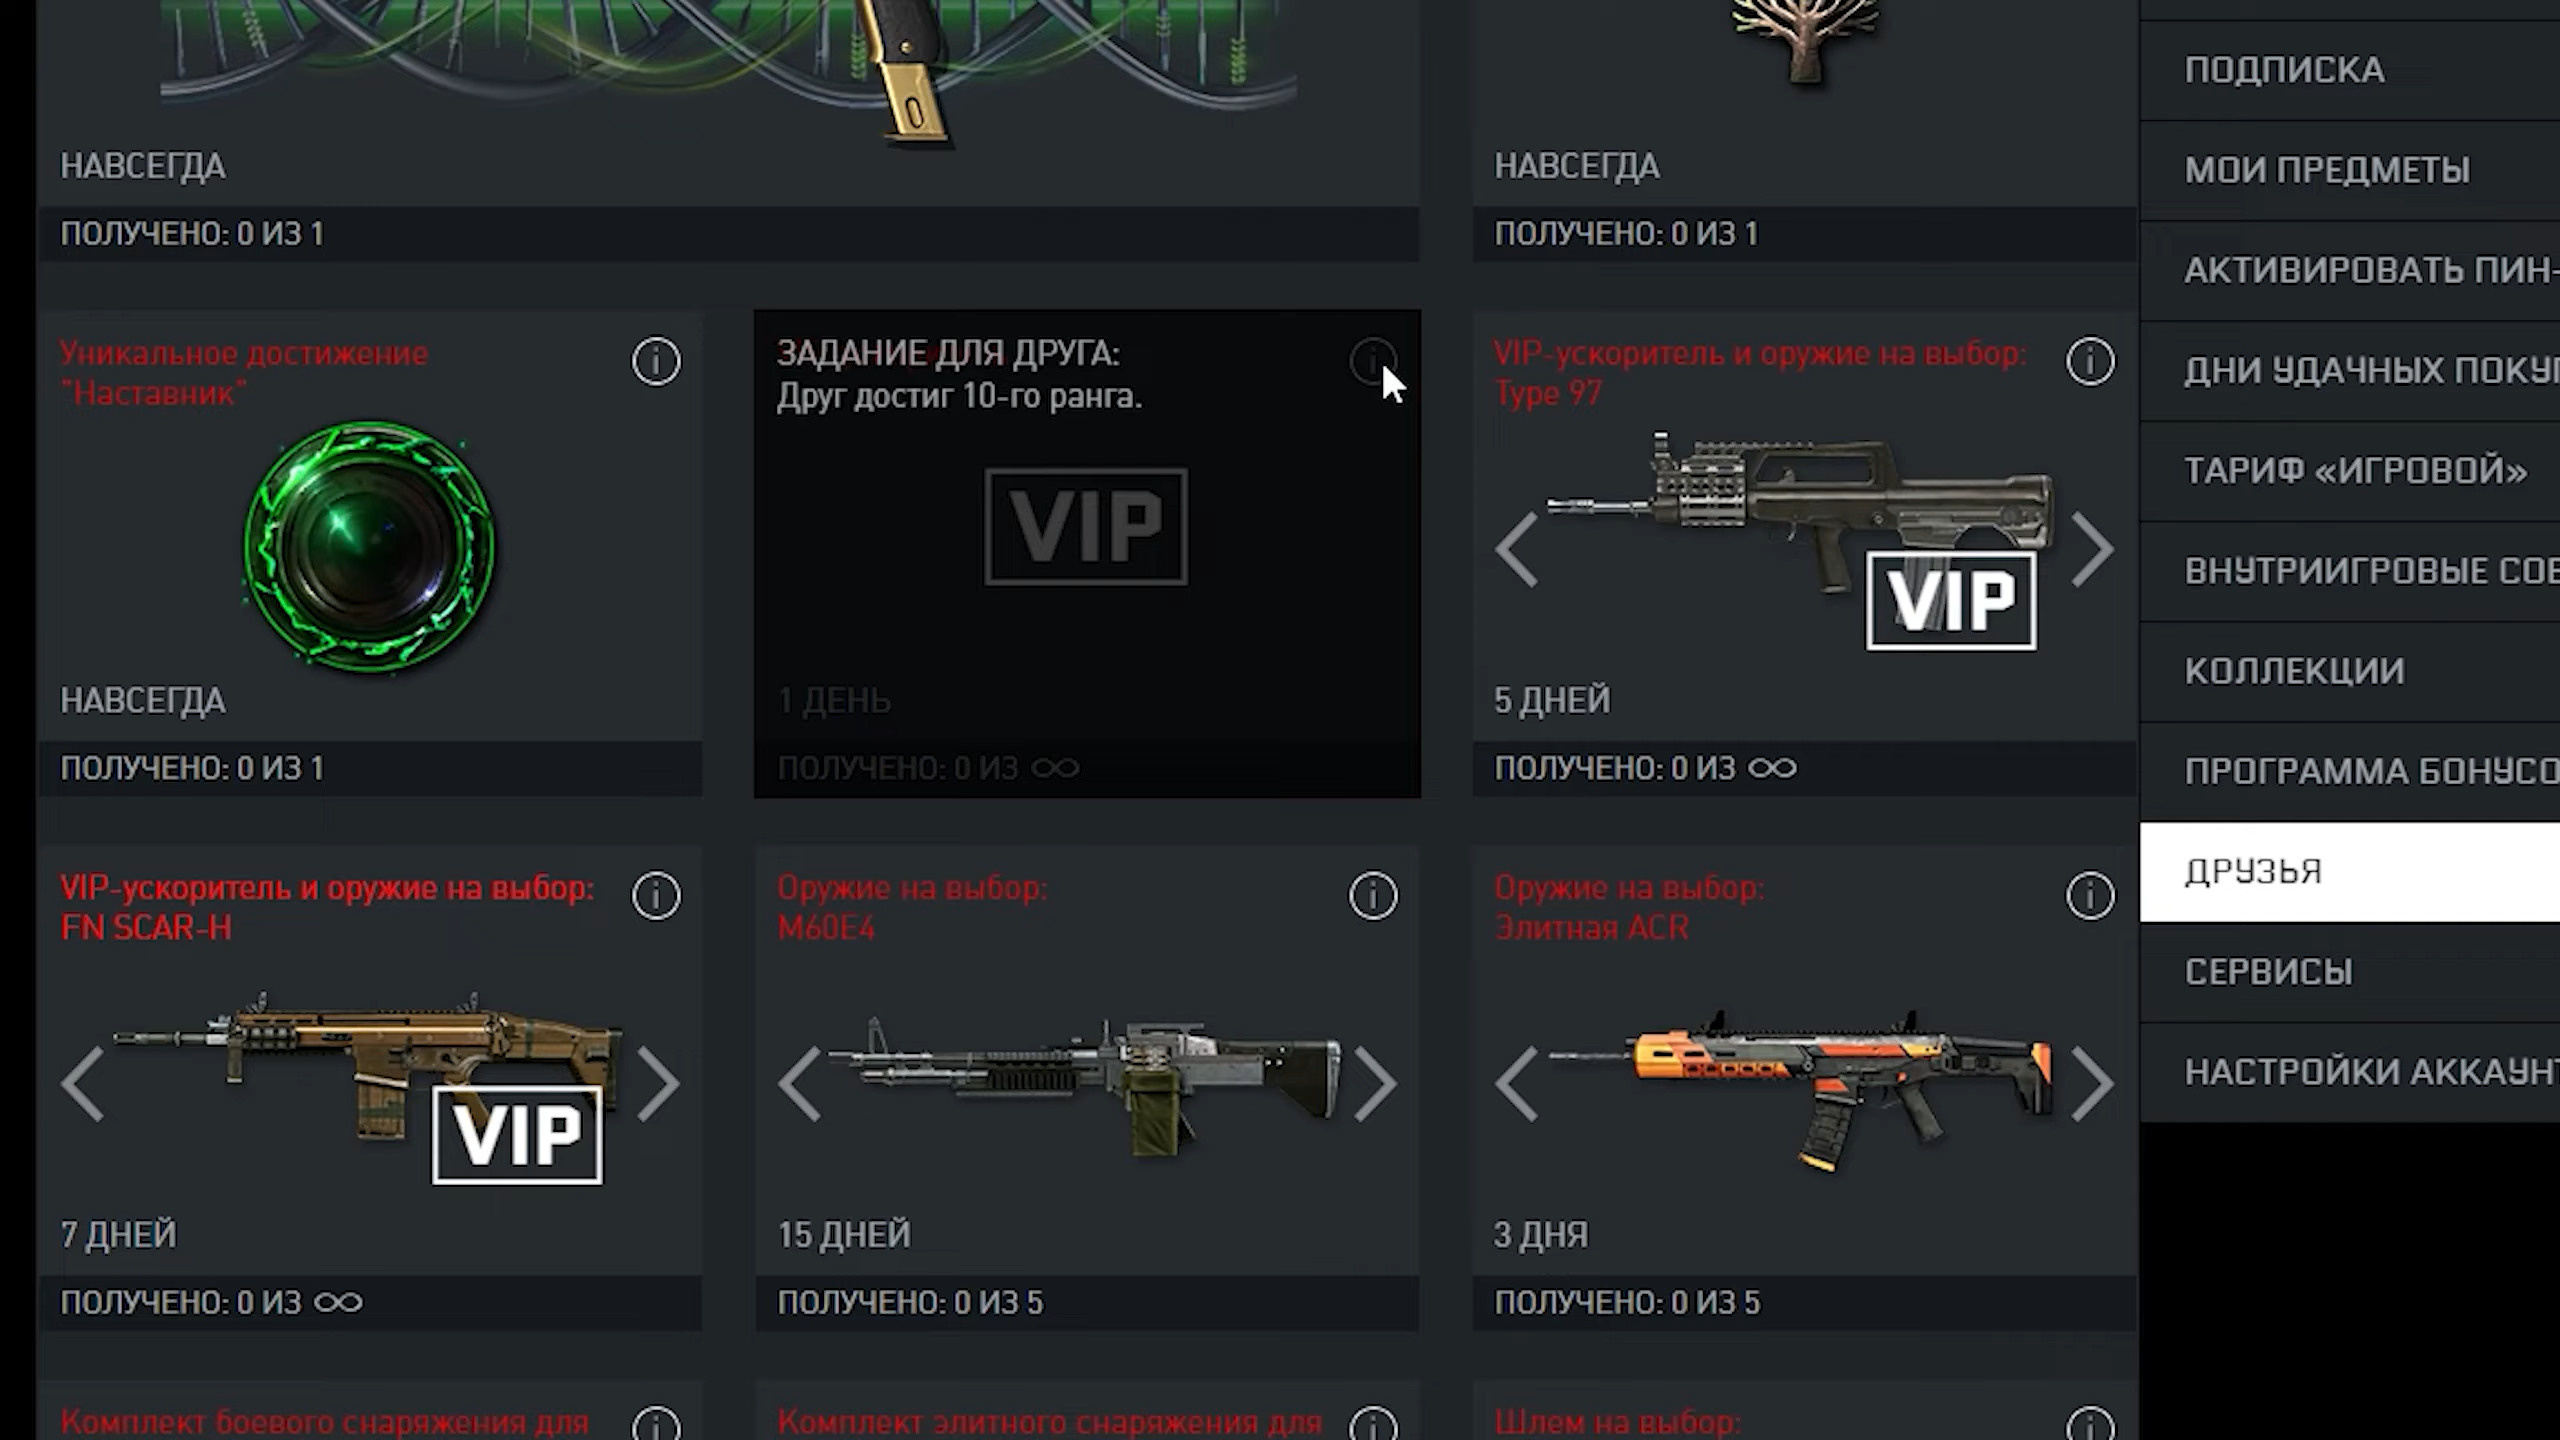 НАВСЕГДА
ПОЛУЧЕНО: 0 ИЗ 1
НАВСЕГДА
ПОЛУЧЕНО: 0 ИЗ 1
Уникальное достижение
"Наставник"
НАВСЕГДА
ПОЛУЧЕНО: 0 ИЗ 1
ЗАДАНИЕ ДЛЯ ДРУГА:
Друг достиг 10-го ранга.
VIP
1 ДЕНЬ
ПОЛУЧЕНО: 0 ИЗ ∞
VIP-ускоритель и оружие на выбор:
Type 97
VIP
5 ДНЕЙ
ПОЛУЧЕНО: 0 ИЗ ∞
VIP-ускоритель и оружие на выбор:
FN SCAR-H
VIP
7 ДНЕЙ
ПОЛУЧЕНО: 0 ИЗ ∞
Оружие на выбор:
M60E4
15 ДНЕЙ
ПОЛУЧЕНО: 0 ИЗ 5
Оружие на выбор:
Элитная ACR
3 ДНЯ
ПОЛУЧЕНО: 0 ИЗ 5
Комплект боевого снаряжения для
Комплект элитного снаряжения для
Шлем на выбор:
ПОДПИСКА
МОИ ПРЕДМЕТЫ
АКТИВИРОВАТЬ ПИН-
ДНИ УДАЧНЫХ ПОКУП
ТАРИФ «ИГРОВОЙ»
ВНУТРИИГРОВЫЕ СОБ
КОЛЛЕКЦИИ
ПРОГРАММА БОНУСО
ДРУЗЬЯ
СЕРВИСЫ
НАСТРОЙКИ АККАУНТ